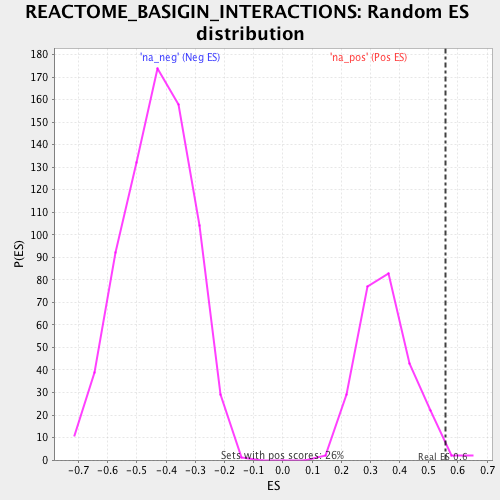 REACTOME_BASIGIN_INTERACTIONS: Random ES
distribution
'na_neg' (Neg ES)
'na_pos' (Pos ES)
180
170
160
150
140
130
120
110
100
90
80
70
60
50
40
30
20
10
0
P(ES)
Sets with pos scores: 26%
Real ES 0.6
-0.7 -0.6 -0.5 -0.4 -0.3 -0.2 -0.1 0.0 0.1 0.2 0.3 0.4 0.5 0.6 0.7
ES